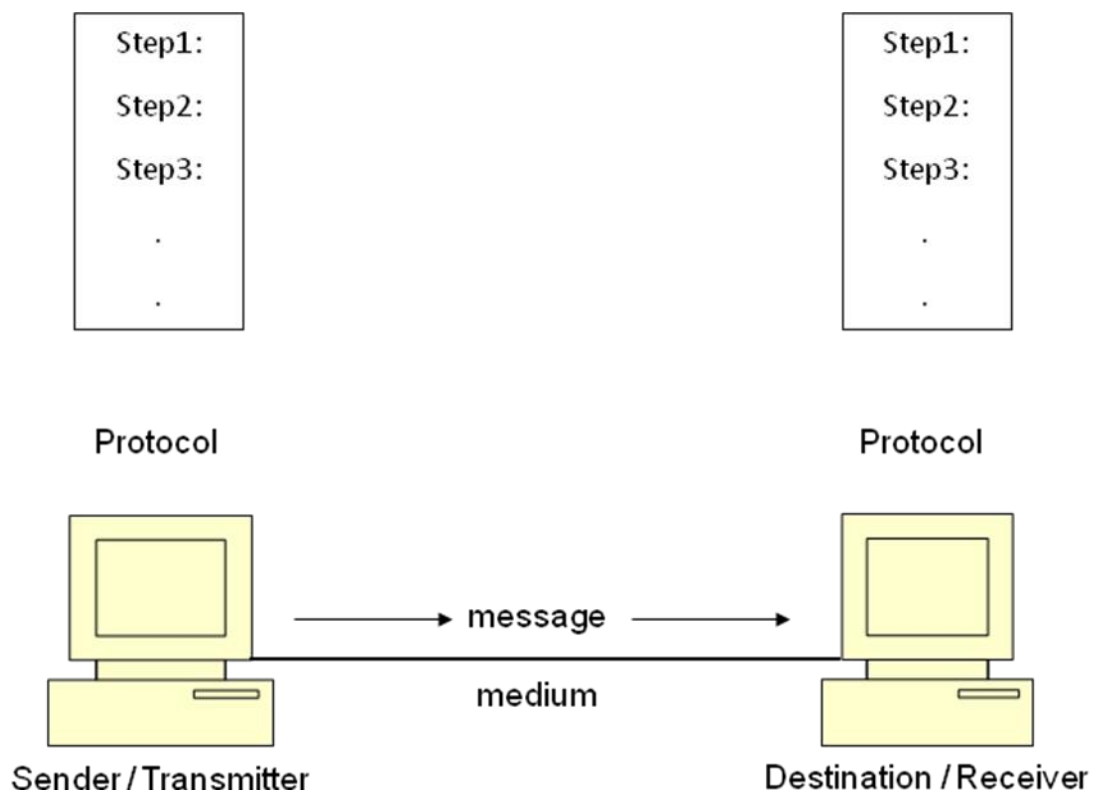 Step1:
Step2:
Step3:
.
.
Step1:
Step2:
Step3:
.
.
Protocol
Protocol
message
medium
Sender/Transmitter
Destination / Receiver